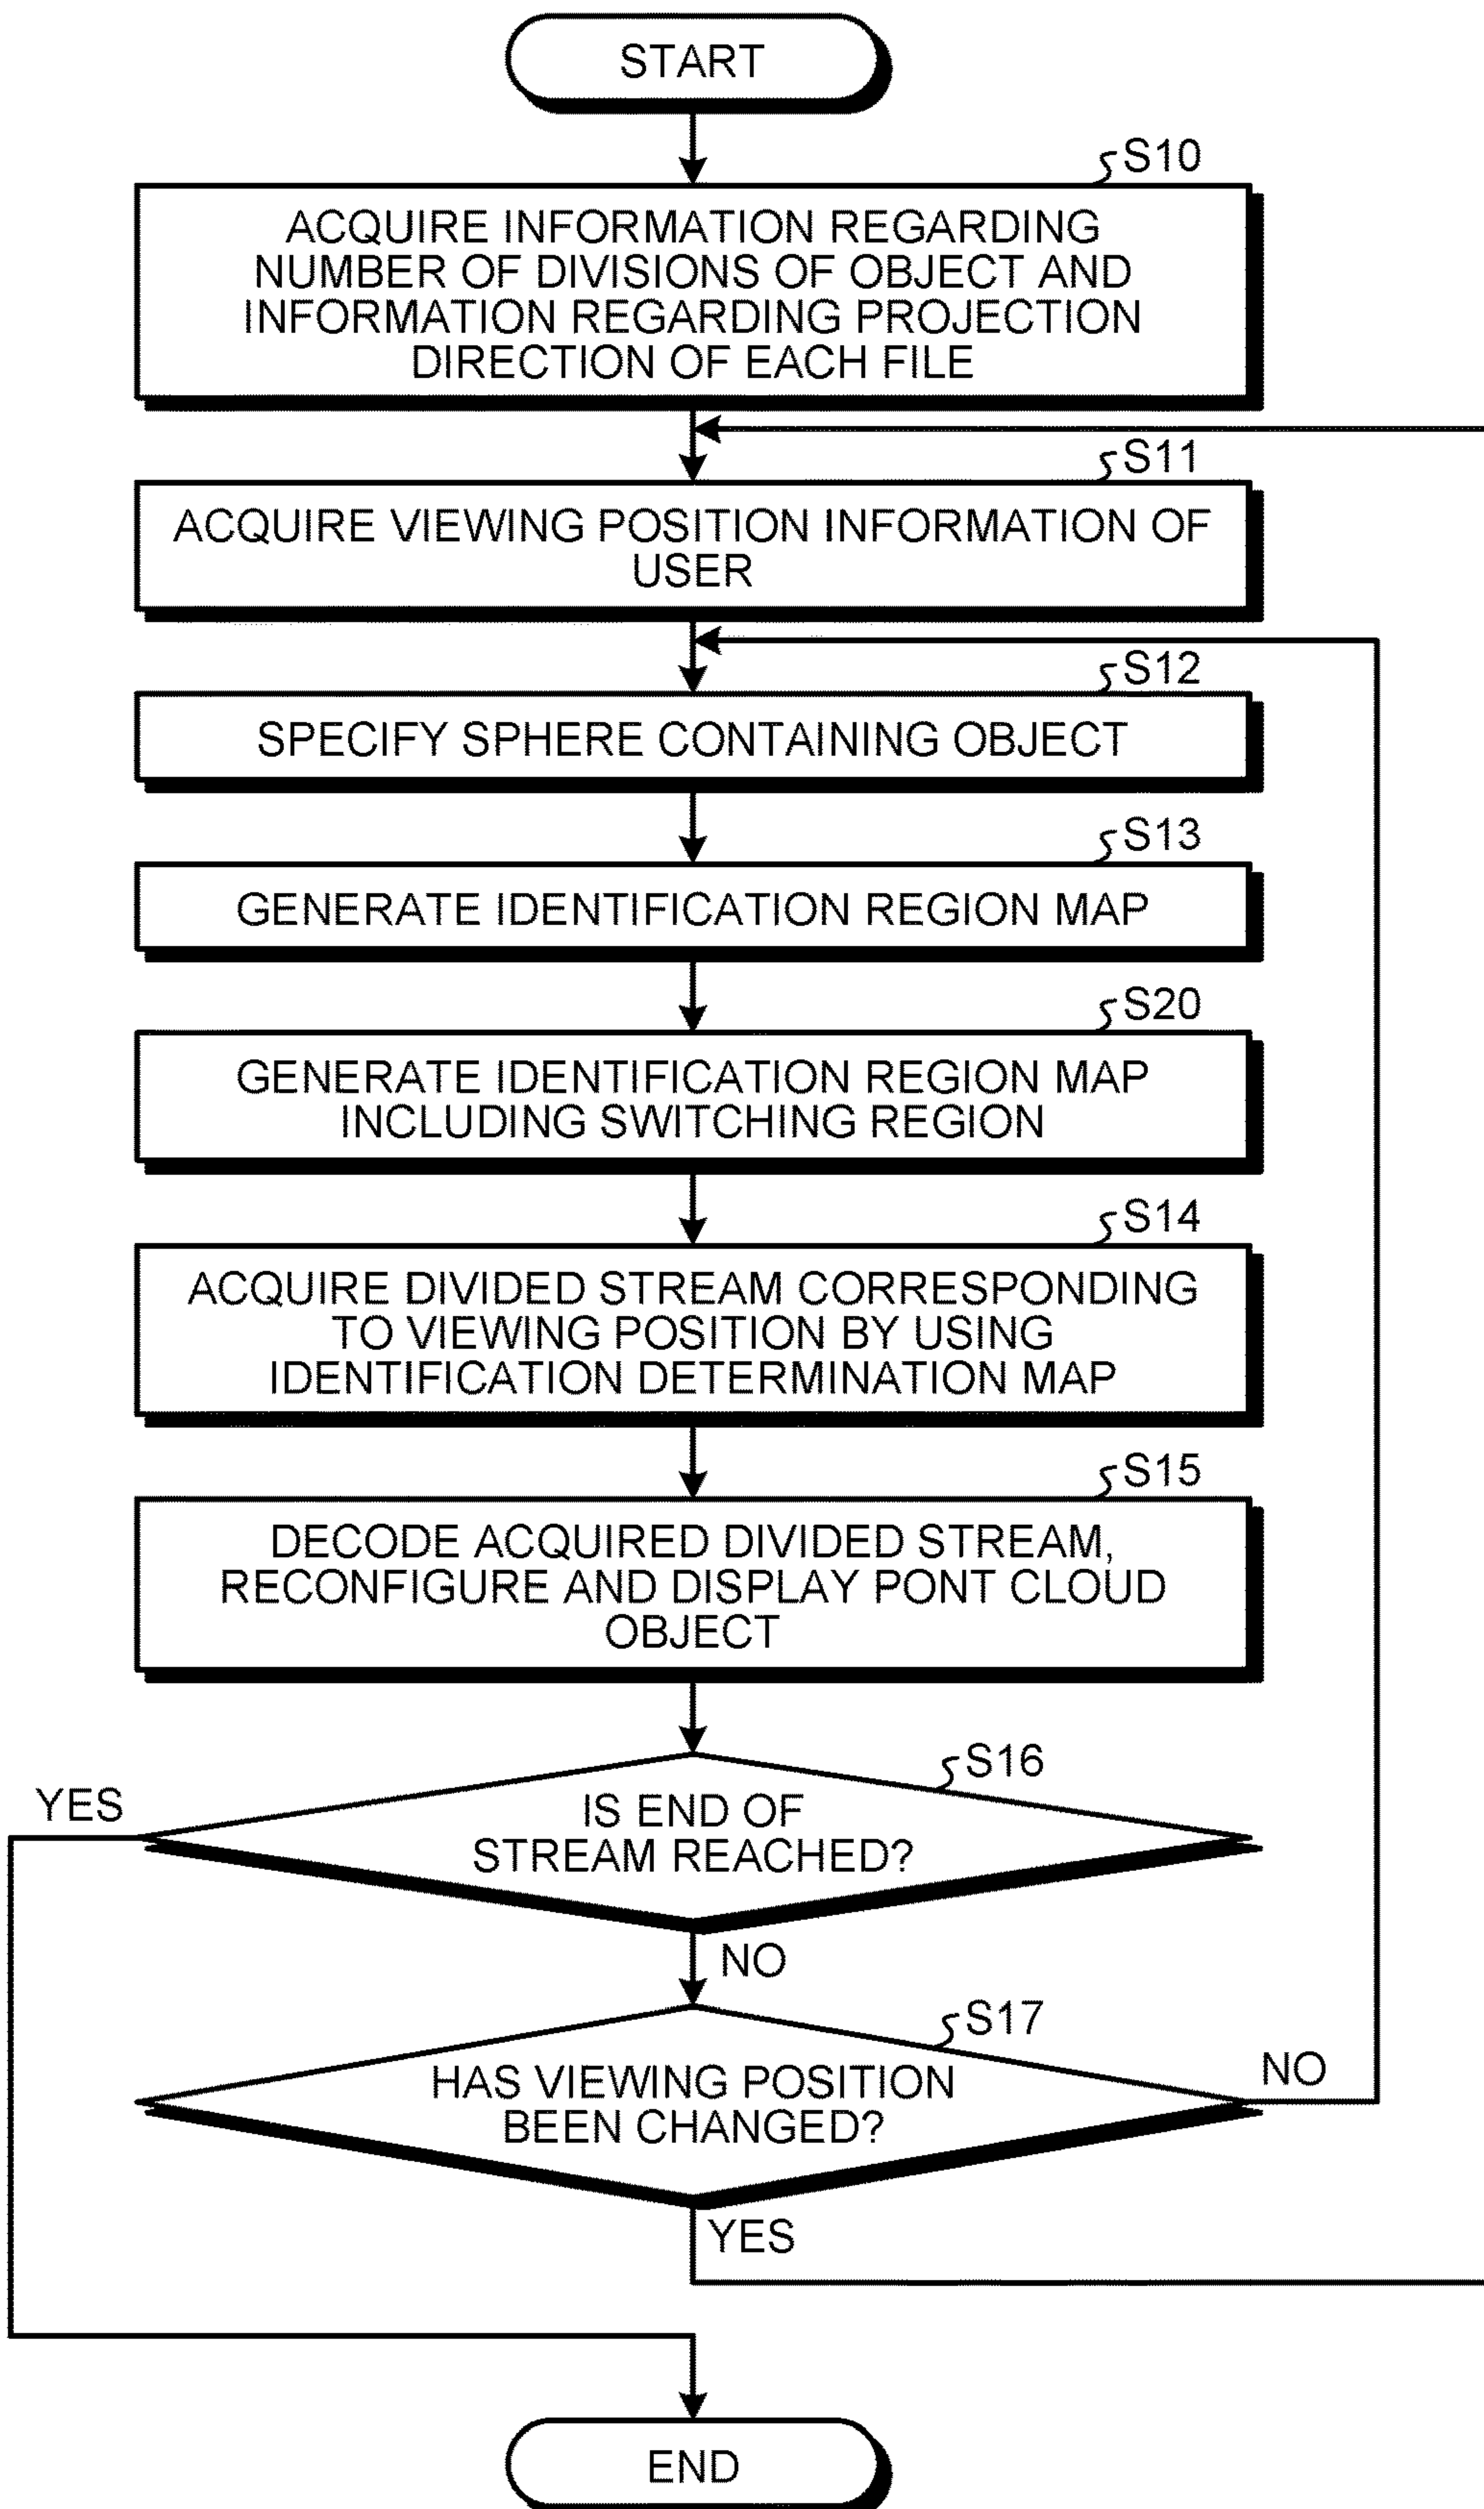 START
S10
ACQUIRE INFORMATION REGARDING
NUMBER OF DIVISIONS OF OBJECT AND
INFORMATION REGARDING PROJECTION
DIRECTION OF EACH FILE
S11
ACQUIRE VIEWING POSITION INFORMATION OF
USER
S12
SPECIFY SPHERE CONTAINING OBJECT
S13
GENERATE IDENTIFICATION REGION MAP
S20
GENERATE IDENTIFICATION REGION MAP
INCLUDING SWITCHING REGION
S14
ACQUIRE DIVIDED STREAM CORRESPONDING
TO VIEWING POSITION BY USING
IDENTIFICATION DETERMINATION MAP
S15
DECODE ACQUIRED DIVIDED STREAM,
RECONFIGURE AND DISPLAY PONT CLOUD
OBJECT
S16
YES
IS END OF
STREAM REACHED?
NO
S17
HAS VIEWING POSITION
BEEN CHANGED?
NO
YES
END